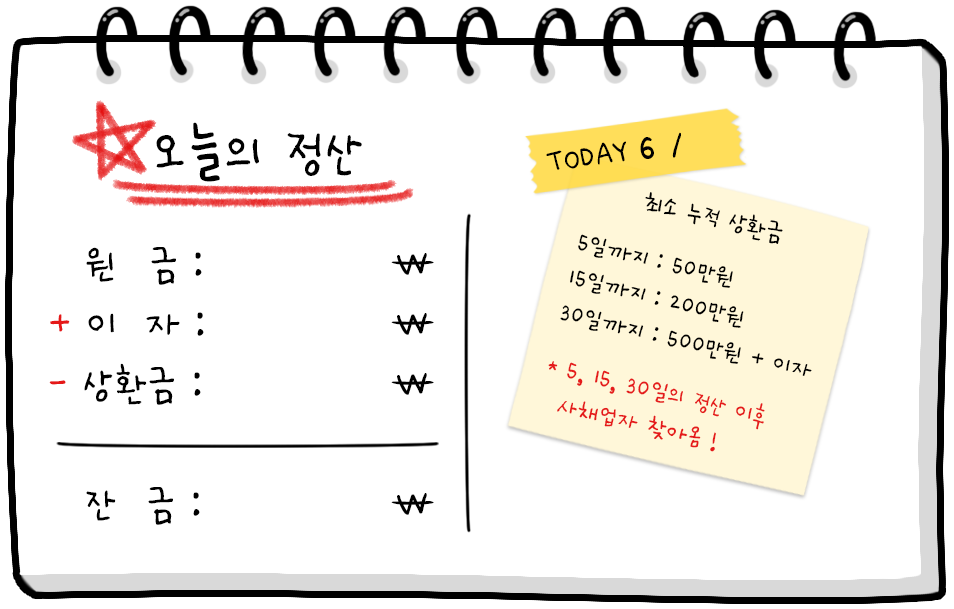 오늘의 정산
원 금 : ₩
+ 이 자 : ₩
- 상환금 : ₩
잔 금 : ₩
TODAY 6 /
최소 누적 상환금
5일까지 : 50만원
15일까지 : 200만원
30일까지 : 500만원 + 이자
* 5, 15, 30일의 정산 이후
사채업자 찾아옴 !